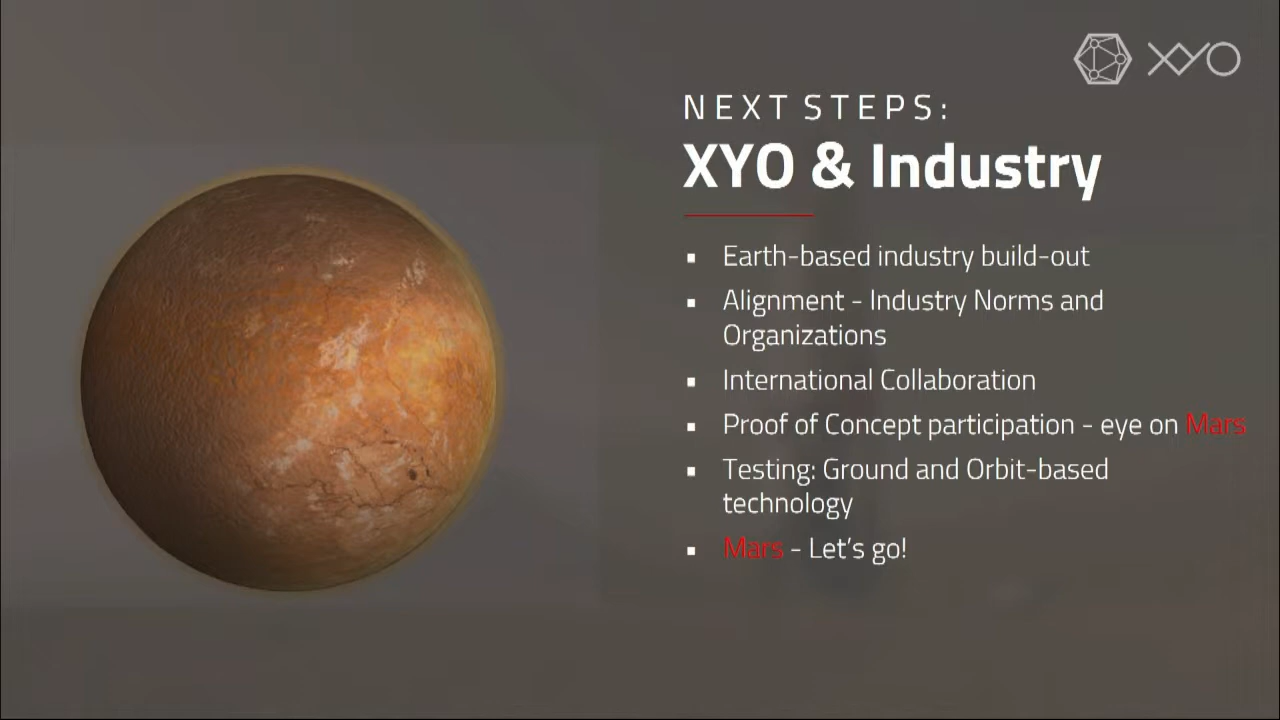 XYO
NEXT STEPS:
XYO & Industry
▪ Earth-based industry build-out
▪ Alignment - Industry Norms and
Organizations
▪ International Collaboration
▪ Proof of Concept participation - eye on Mars
▪ Testing: Ground and Orbit-based
technology
▪ Mars - Let's go!